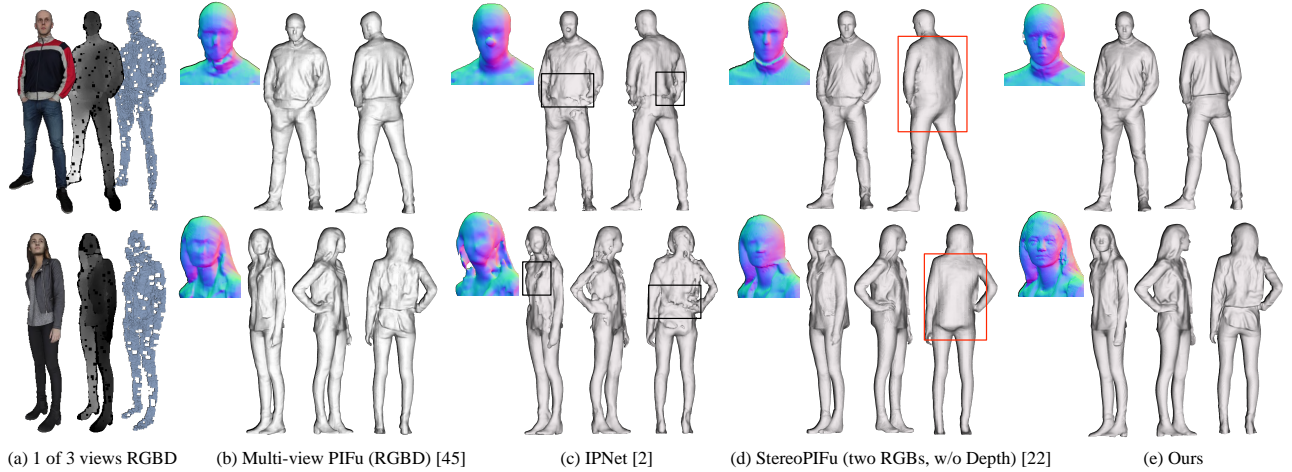 (a) 1 of 3 views RGBD
(b) Multi-view PIFu (RGBD) [45]
(c) IPNet [2]
(d) StereoPIFu (two RGBs, w/o Depth) [22]
(e) Ours